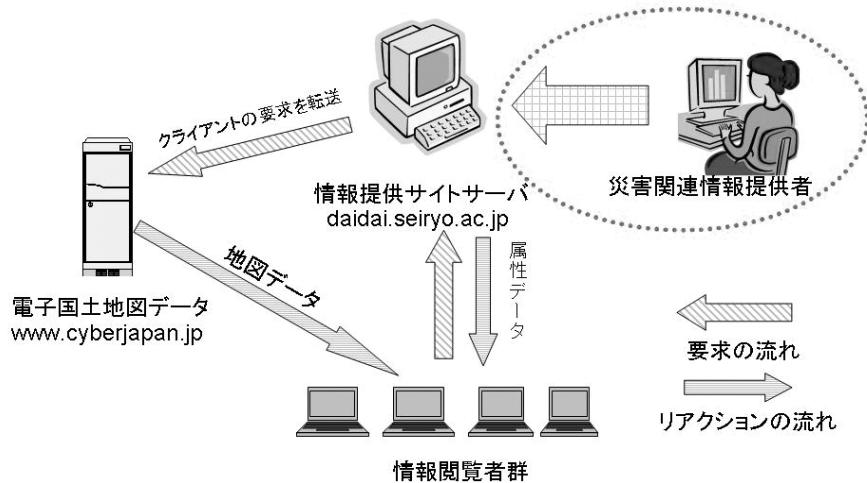 クライアントの要求を転送
情報提供サイトサーバ
daidai.seiryo.ac.jp
災害関連情報提供者
電子国土地図データ
www.cyberjapan.jp
地図データ
属性データ
要求の流れ
リアクションの流れ
情報閲覧者群